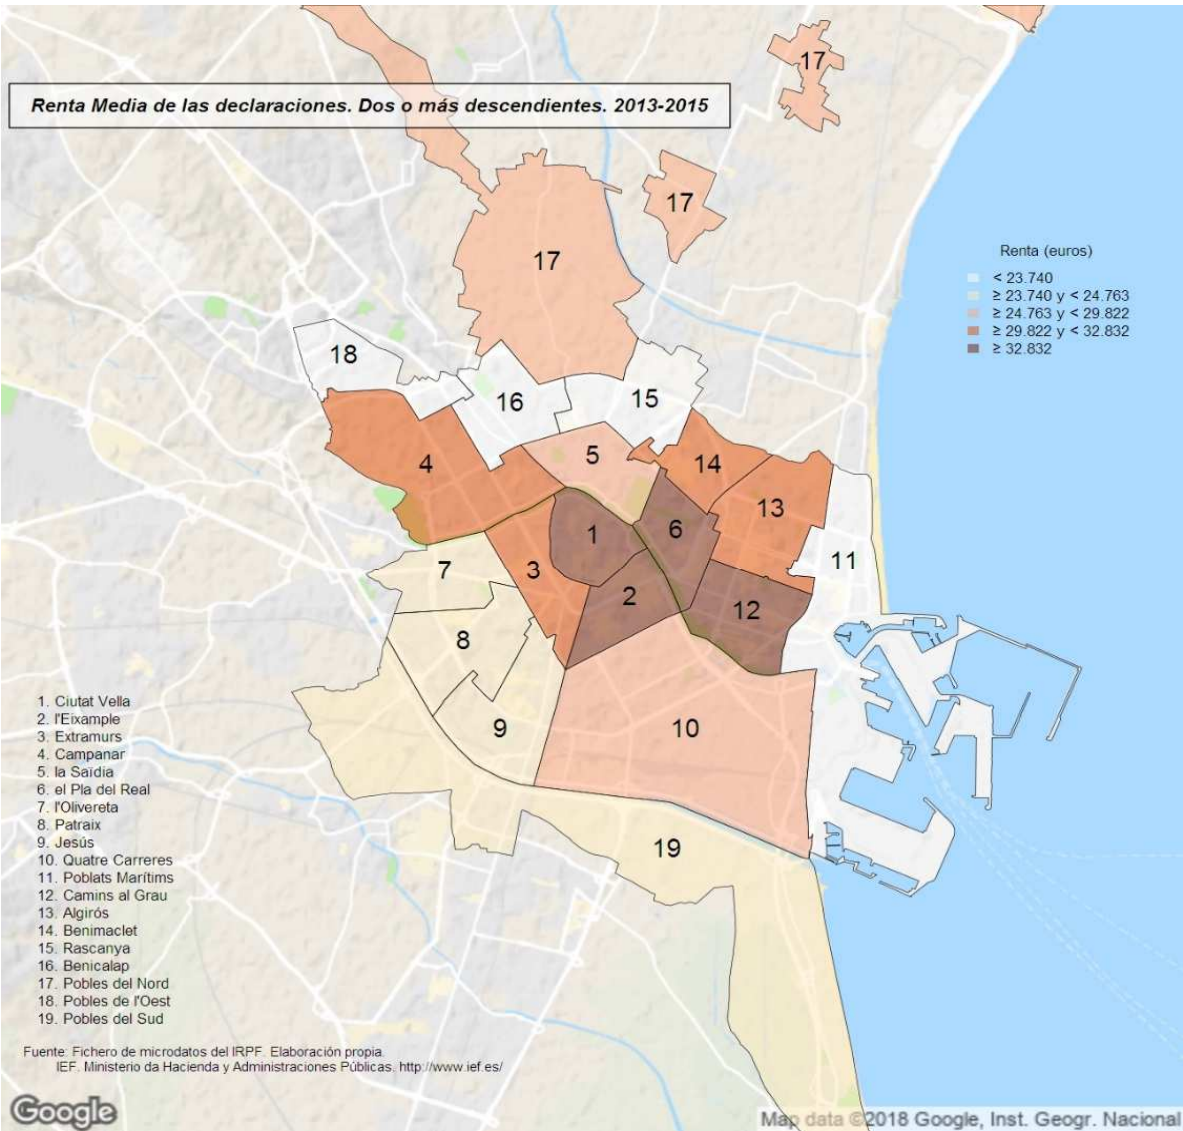 17
Renta Media de las declaraciones. Dos o más descendientes. 2013-2015
17
17
Renta (euros)
< 23.740
≥ 23.740 y < 24.763
≥ 24.763 y < 29.822
≥ 29.822 y < 32.832
≥ 32.832
18
16
15
5
4
14
13
6
1
11
7
3
2
12
8
10
9
19
1. Ciutat Vella
2. l'Eixample
3. Extramurs
4. Campanar
5. la Saïdia
6. el Pla del Real
7. l'Olivereta
8. Patraix
9. Jesús
10. Quatre Carreres
11. Poblats Marítims
12. Camins al Grau
13. Algirós
14. Benimaclet
15. Rascanya
16. Benicalap
17. Pobles del Nord
18. Pobles de l'Oest
19. Pobles del Sud
Fuente: Fichero de microdatos del IRPF. Elaboración propia.
IEF. Ministerio da Hacienda y Administraciones Públicas. http://www.ief.es/
Google
Map data ©2018 Google, Inst. Geogr. Nacional